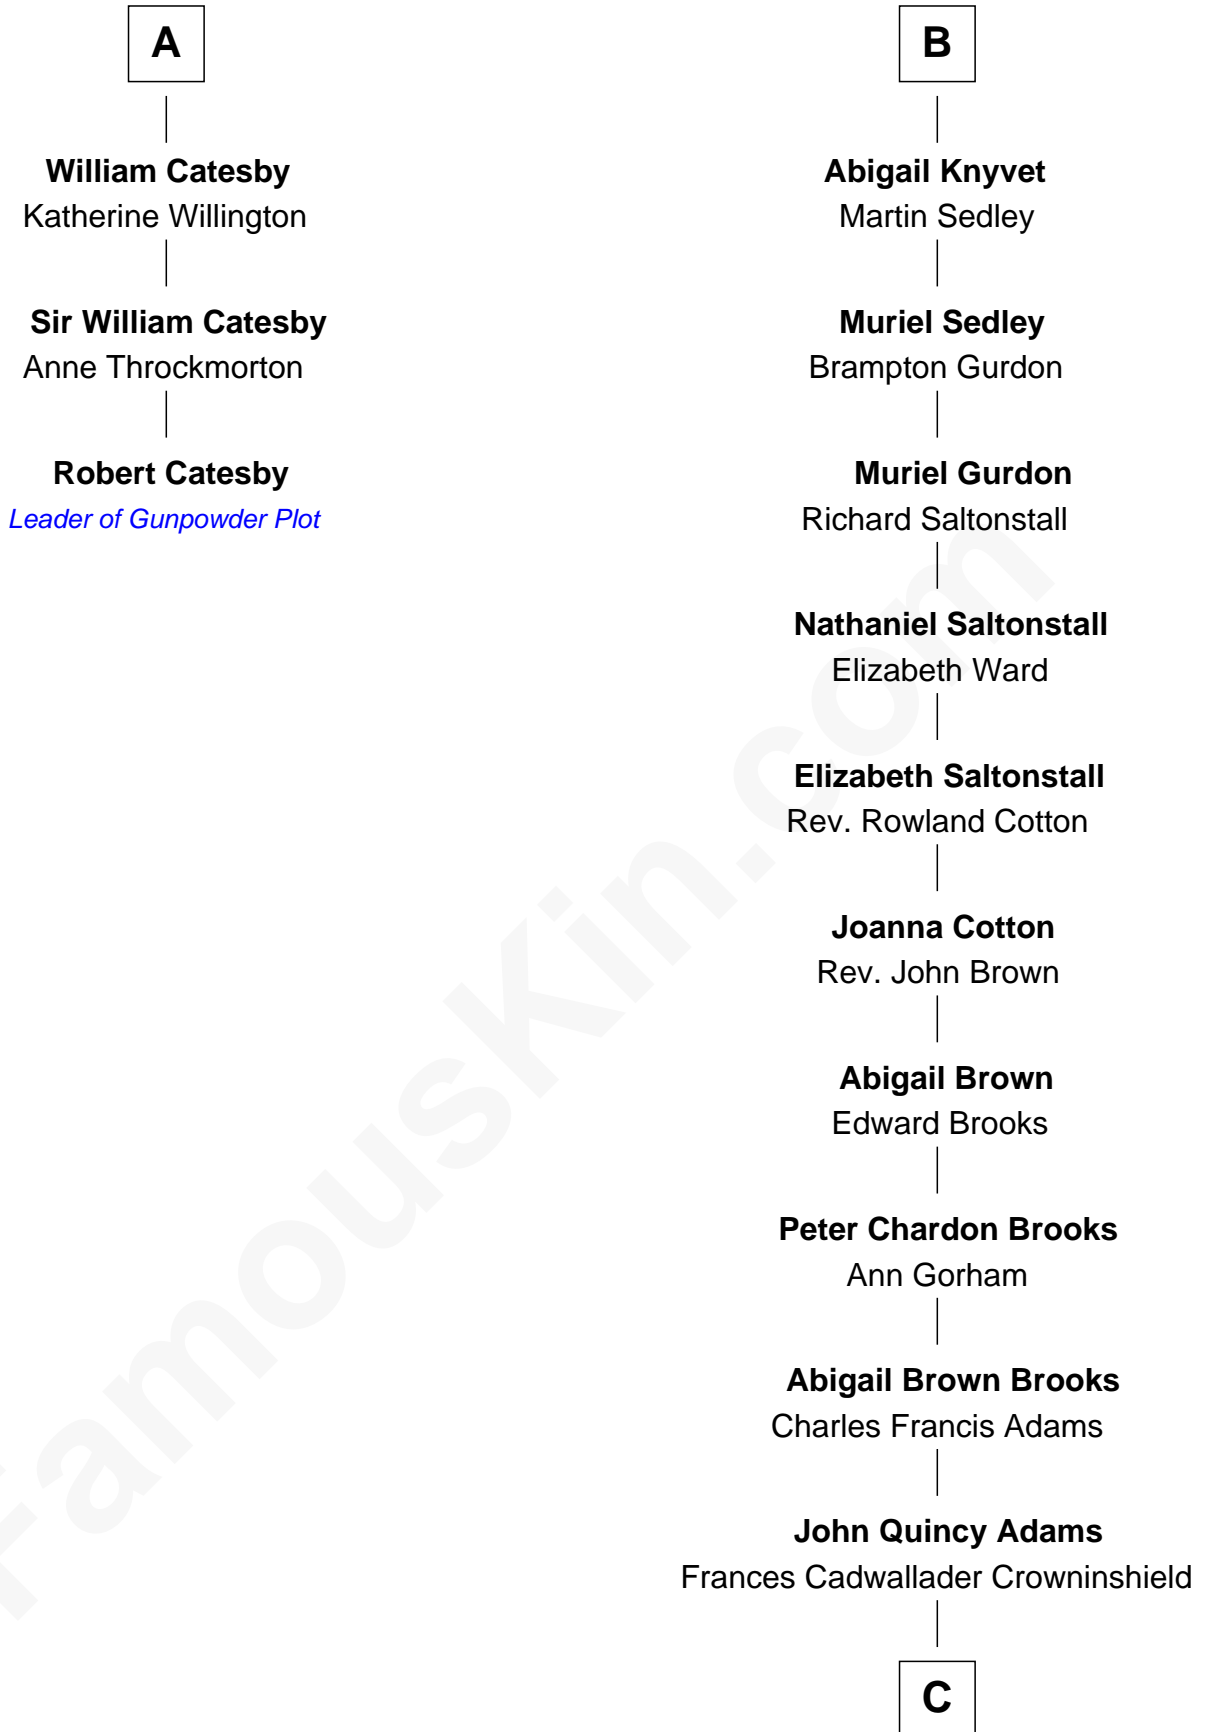 A
William Catesby
Katherine Willington
Sir William Catesby
Anne Throckmorton
Robert Catesby
Leader of Gunpowder Plot
B
Abigail Knyvet
Martin Sedley
Muriel Sedley
Brampton Gurdon
Muriel Gurdon
Richard Saltonstall
Nathaniel Saltonstall
Elizabeth Ward
Elizabeth Saltonstall
Rev. Rowland Cotton
Joanna Cotton
Rev. John Brown
Abigail Brown
Edward Brooks
Peter Chardon Brooks
Ann Gorham
Abigail Brown Brooks
Charles Francis Adams
John Quincy Adams
Frances Cadwallader Crowninshield
C
FamousKin.com